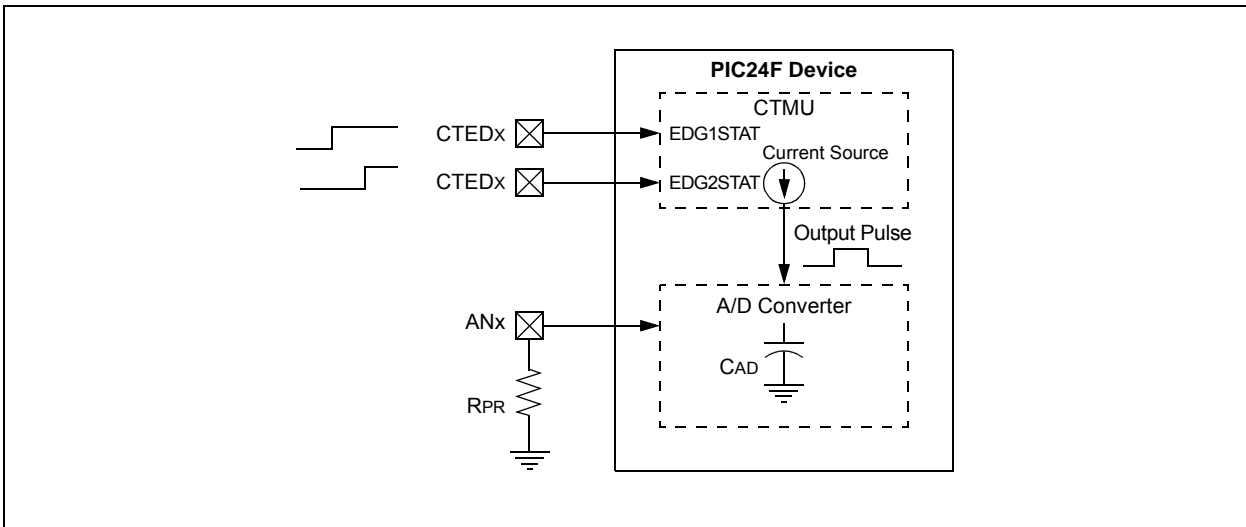 PIC24F Device
CTMU
CTEDX
EDG1STAT
Current Source
CTEDX
EDG2STAT
Output Pulse
A/D Converter
ANx
CAD
RPR